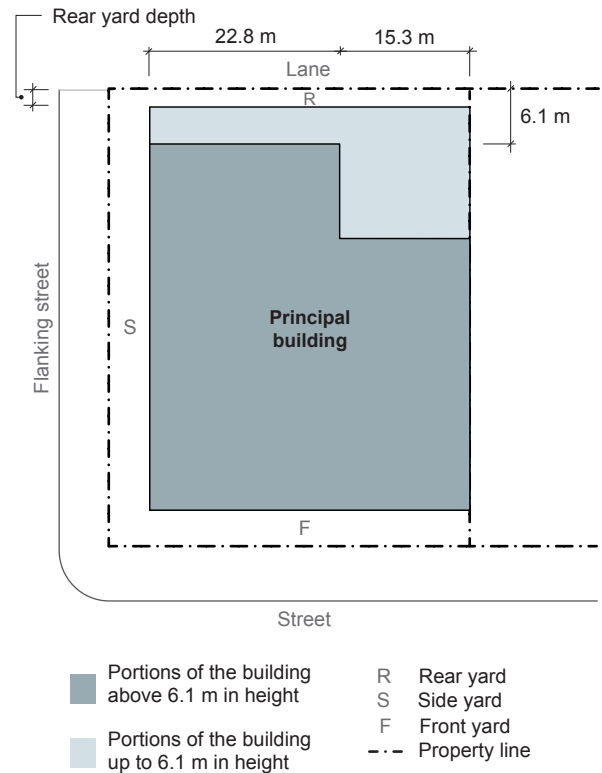 Rear yard depth
22.8 m
15.3 m
Lane
R
6.1 m
Flanking street
S
Principal
building
F
Street
Portions of the building
above 6.1 m in height
Portions of the building
up to 6.1 m in height
R Rear yard
S Side yard
F Front yard
Property line